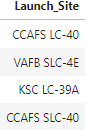 Launch_Site
CCAFS LC-40
VAFB SLC-4E
KSC LC-39A
CCAFS SLC-40